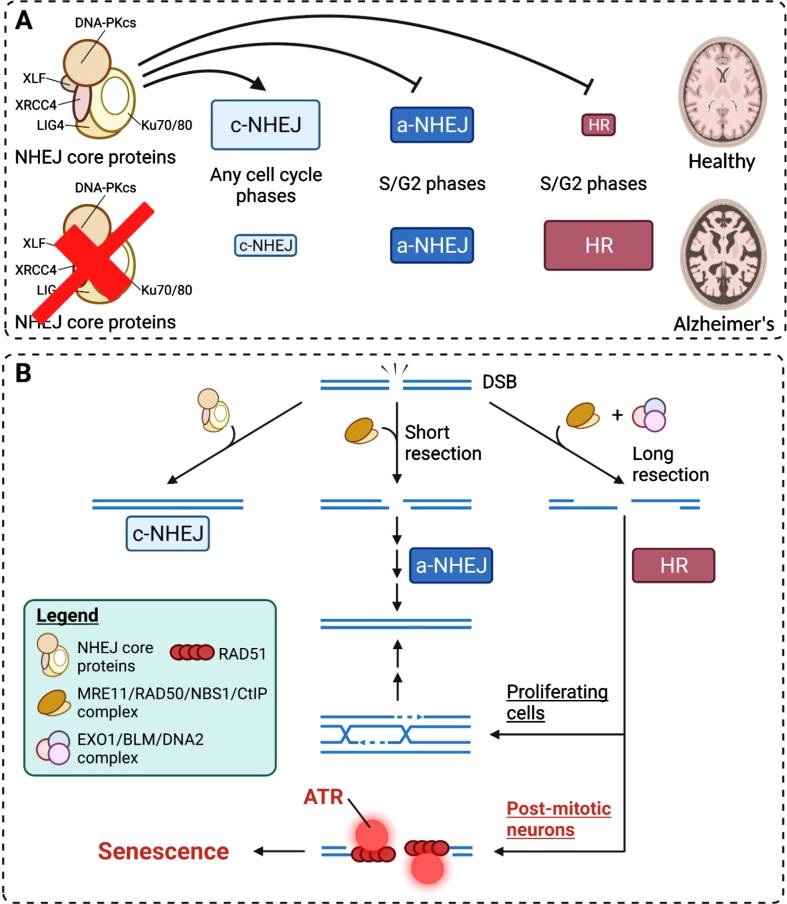 A
DNA-PKcs
XLF
XRCC4
LIG4
Ku70/80
NHEJ core proteins
c-NHEJ
a-NHEJ
HR
Any cell cycle
phases
S/G2 phases
S/G2 phases
Healthy
DNA-PKcs
XLF
XRCC4
LIG
Ku70/80
NHEJ core proteins
c-NHEJ
a-NHEJ
HR
Alzheimer's
B
DSB
Short
resection
+
Long
resection
c-NHEJ
a-NHEJ
HR
Legend
NHEJ core
proteins
RAD51
MRE11/RAD50/NBS1/CtIP
complex
EXO1/BLM/DNA2
complex
Proliferating
cells
ATR
Post-mitotic
neurons
Senescence